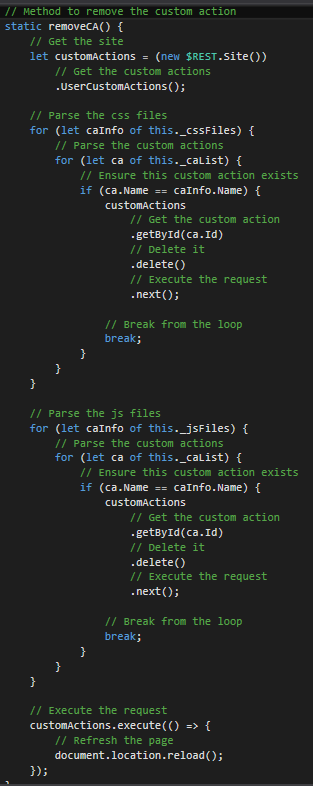 // Method to remove the custom action
static removeCA() {
    // Get the site
    let customActions = (new $REST.Site())
        // Get the custom actions
        .UserCustomActions();

    // Parse the css files
    for (let caInfo of this._cssFiles) {
        // Parse the custom actions
        for (let ca of this._caList) {
            // Ensure this custom action exists
            if (ca.Name == caInfo.Name) {
                customActions
                    // Get the custom action
                    .getById(ca.Id)
                    // Delete it
                    .delete()
                    // Execute the request
                    .next();

                // Break from the loop
                break;
            }
        }
    }

    // Parse the js files
    for (let caInfo of this._jsFiles) {
        // Parse the custom actions
        for (let ca of this._caList) {
            // Ensure this custom action exists
            if (ca.Name == caInfo.Name) {
                customActions
                    // Get the custom action
                    .getById(ca.Id)
                    // Delete it
                    .delete()
                    // Execute the request
                    .next();

                // Break from the loop
                break;
            }
        }
    }

    // Execute the request
    customActions.execute(() => {
        // Refresh the page
        document.location.reload();
    });